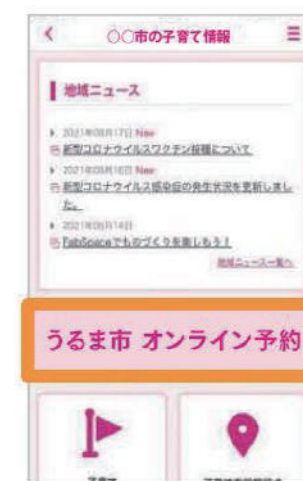 ○○市の子育て情報
地域ニュース
2021年08月17日 New
新型コロナウイルスワクチン接種について
2021年08月16日 New
新型コロナウイルス感染症の発生状況を更新しまし
た。
2021年08月14日
FabSpaceでものづくりを楽しもう!
地域ニュース一覧へ
うるま市 オンライン予約
子育て